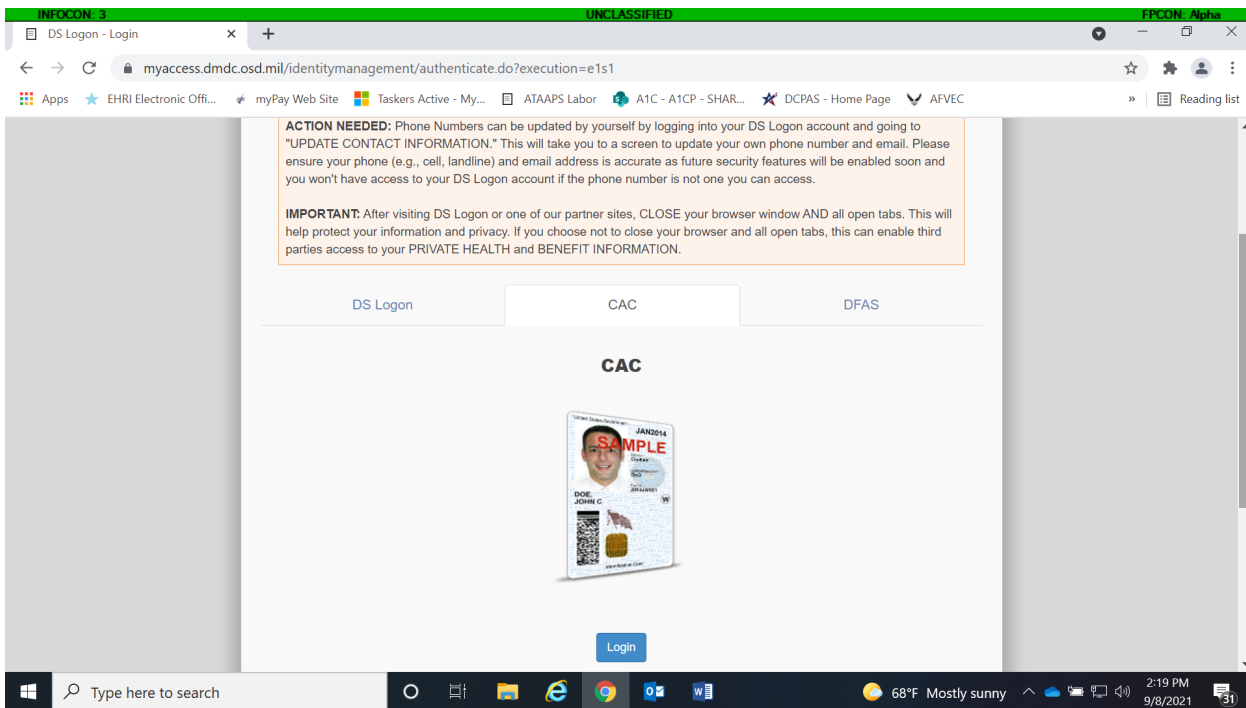 INFOCON: 3 UNCLASSIFIED FPCON: Alpha
DS Logon - Login
myaccess.dmdc.osd.mil/identitymanagement/authenticate.do?execution=e1s1
Apps EHRI Electronic Offi... myPay Web Site Taskers Active - My... ATAAPS Labor A1C - A1CP - SHAR... DCPAS - Home Page AFVEC » Reading list
ACTION NEEDED: Phone Numbers can be updated by yourself by logging into your DS Logon account and going to
"UPDATE CONTACT INFORMATION." This will take you to a screen to update your own phone number and email. Please
ensure your phone (e.g., cell, landline) and email address is accurate as future security features will be enabled soon and
you won't have access to your DS Logon account if the phone number is not one you can access.
IMPORTANT: After visiting DS Logon or one of our partner sites, CLOSE your browser window AND all open tabs. This will
help protect your information and privacy. If you choose not to close your browser and all open tabs, this can enable third
parties access to your PRIVATE HEALTH and BENEFIT INFORMATION.
DS Logon CAC DFAS
CAC
JAN2014
SAMPLE
DOE,
JOHN C
W
Login
Type here to search
68°F Mostly sunny
2:19 PM
9/8/2021
31